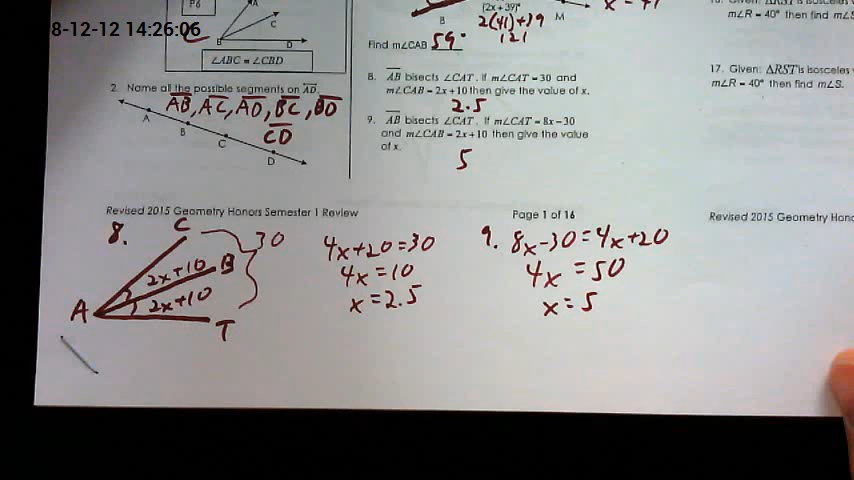 8-12-12 14:26:06
P6
A
C
B
D
∠ABC ≅ ∠CBD
2. Name all the possible segments on AD.
AB, AC, AD, BC, BD
CD
A
B
C
D
(2x + 39)°
B
M
2(41)+39
121
Find m∠CAB 59°
8. AB bisects ∠CAT. If m∠CAT = 30 and
m∠CAB = 2x + 10 then give the value of x.
2.5
9. AB bisects ∠CAT. If m∠CAT = 8x – 30
and m∠CAB = 2x + 10 then give the value
of x.
5
m∠R = 40° then find m∠S
17. Given: ΔRST is isosceles
m∠R = 40° then find m∠S.
Revised 2015 Geometry Honors Semester 1 Review
Page 1 of 16
Revised 2015 Geometry Hono
8.
C
30
2x+10
B
2x+10
A
T
4x+20=30
4x=10
x=2.5
9. 8x-30=4x+20
4x=50
x=5